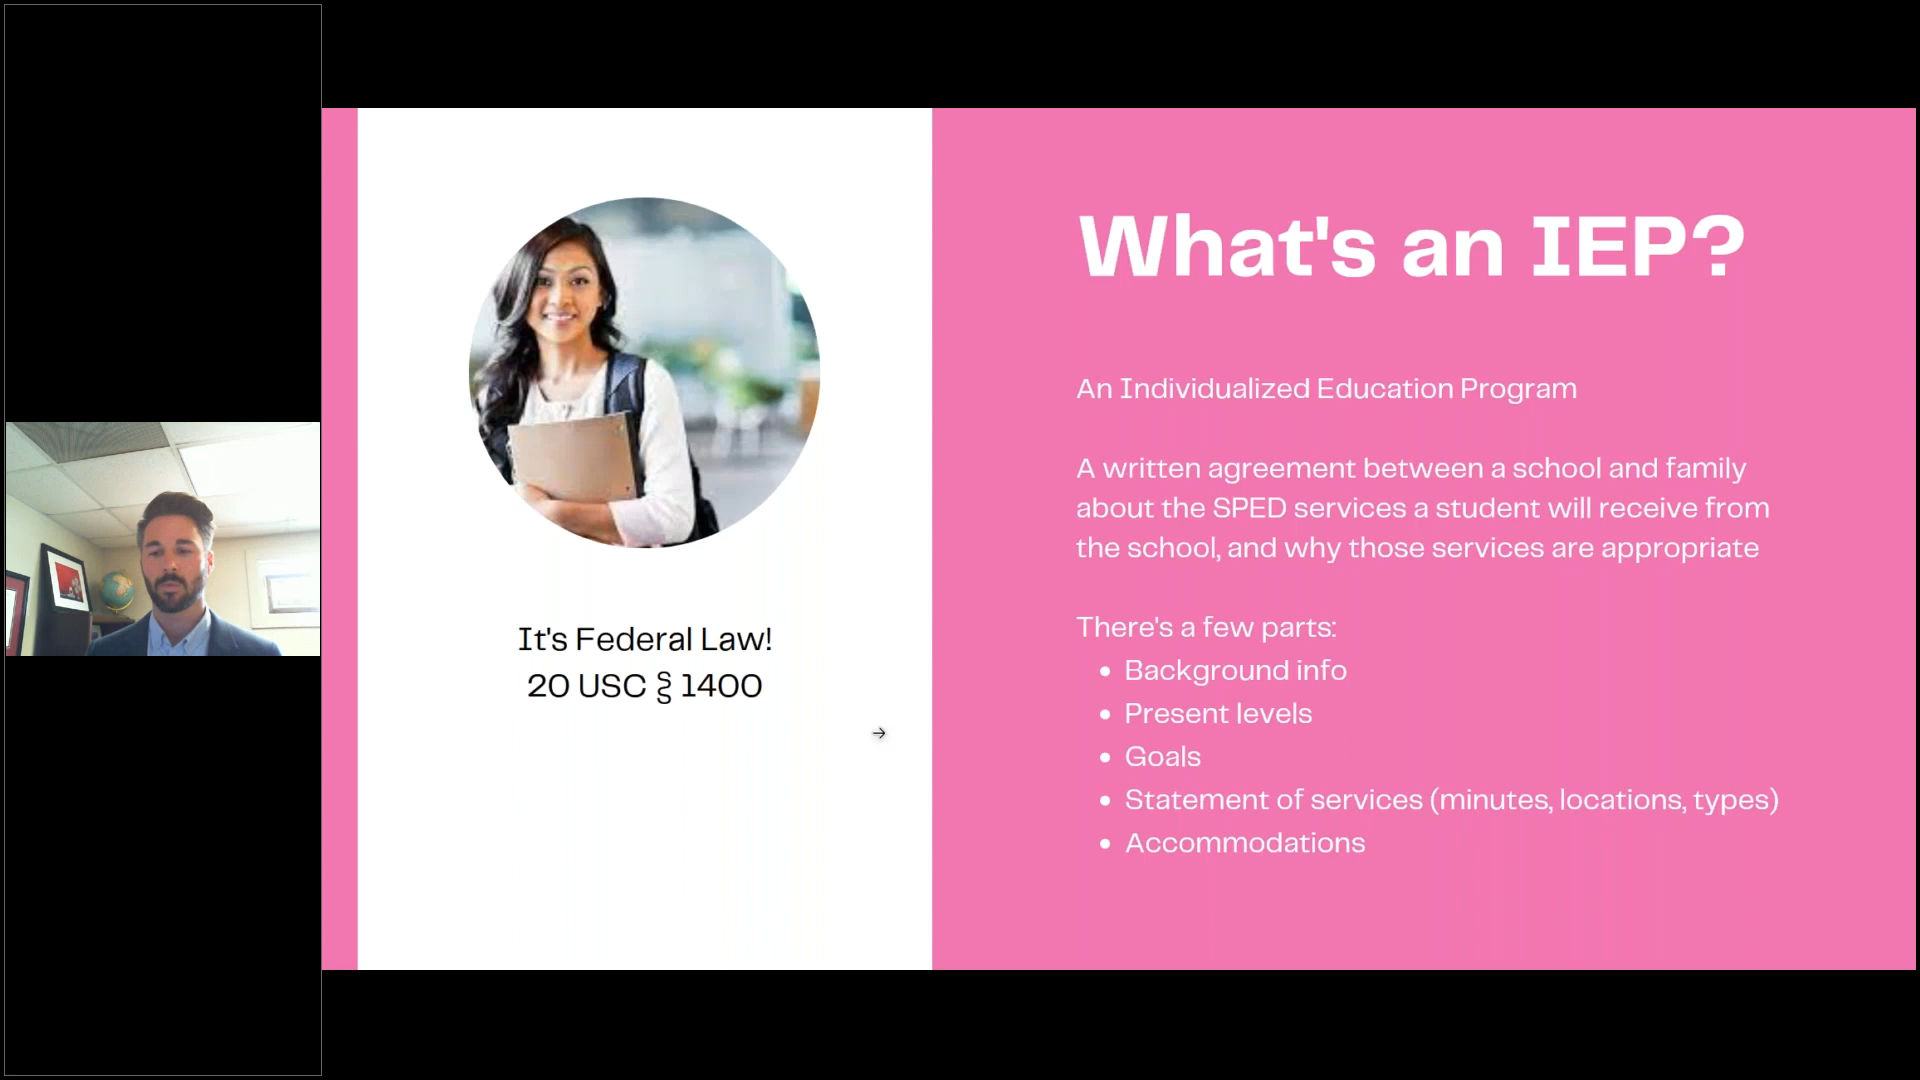 What's an IEP?
An Individualized Education Program
A written agreement between a school and family
about the SPED services a student will receive from
the school, and why those services are appropriate
There's a few parts:
• Background info
• Present levels
• Goals
• Statement of services (minutes, locations, types)
• Accommodations
It's Federal Law!
20 USC § 1400